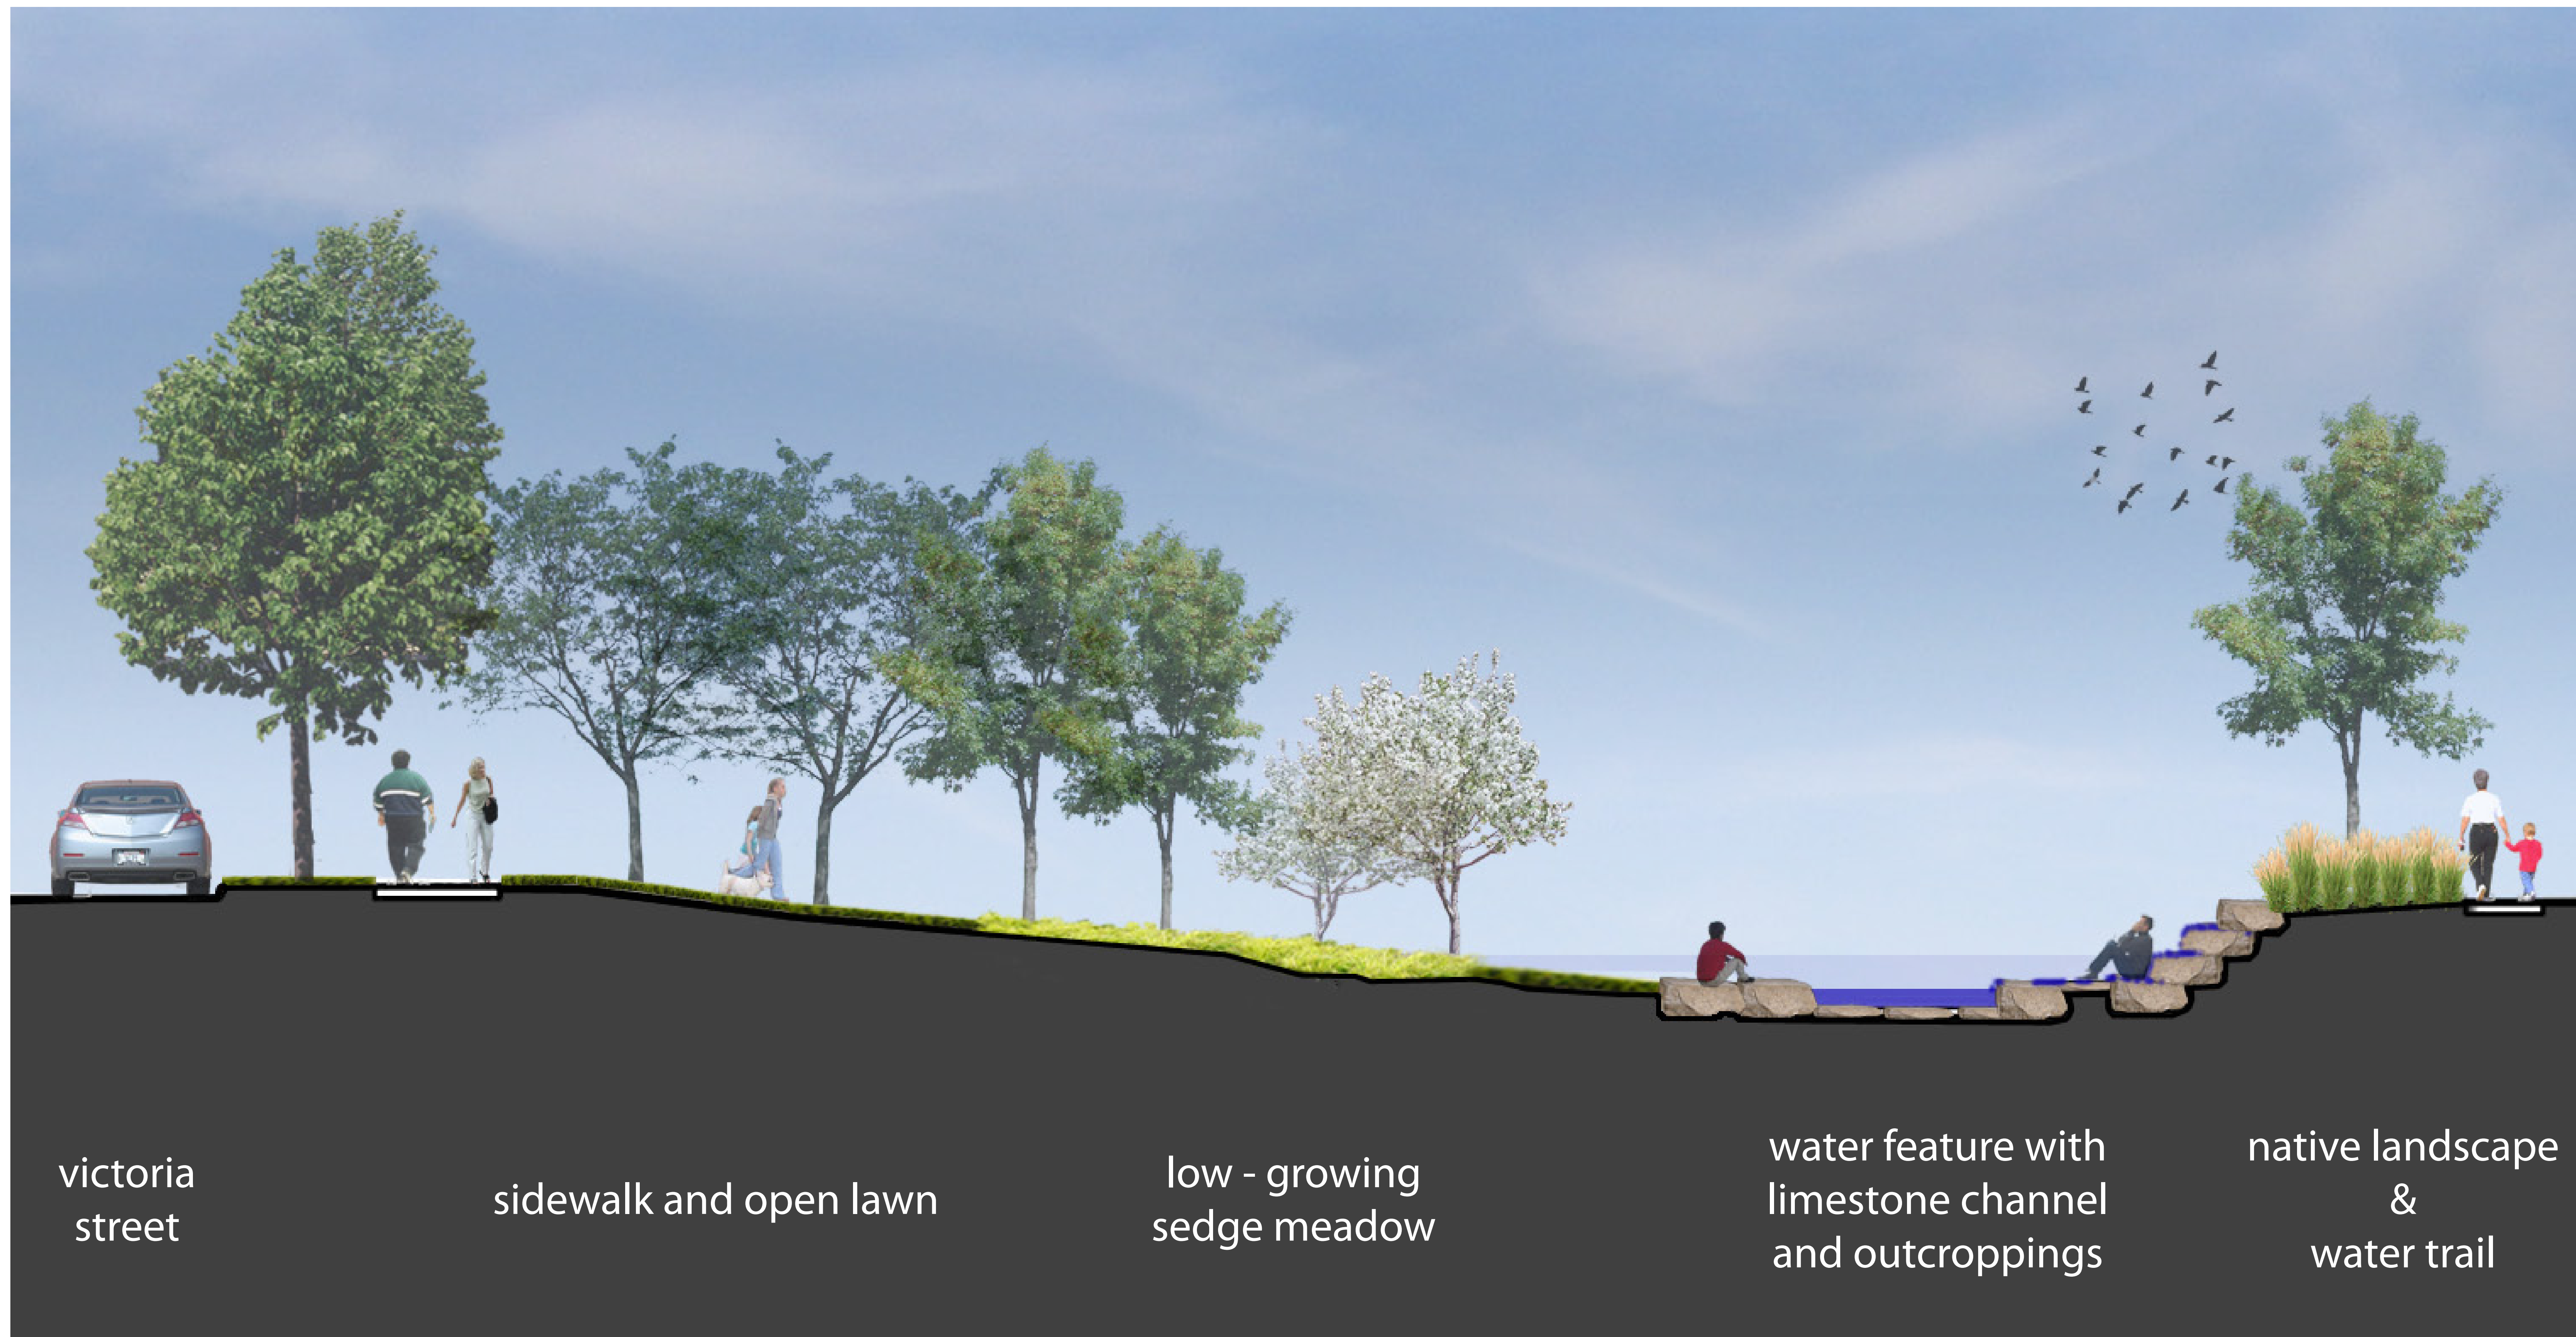 victoria
street
sidewalk and open lawn
low - growing
sedge meadow
water feature with
limestone channel
and outcroppings
native landscape
&
water trail